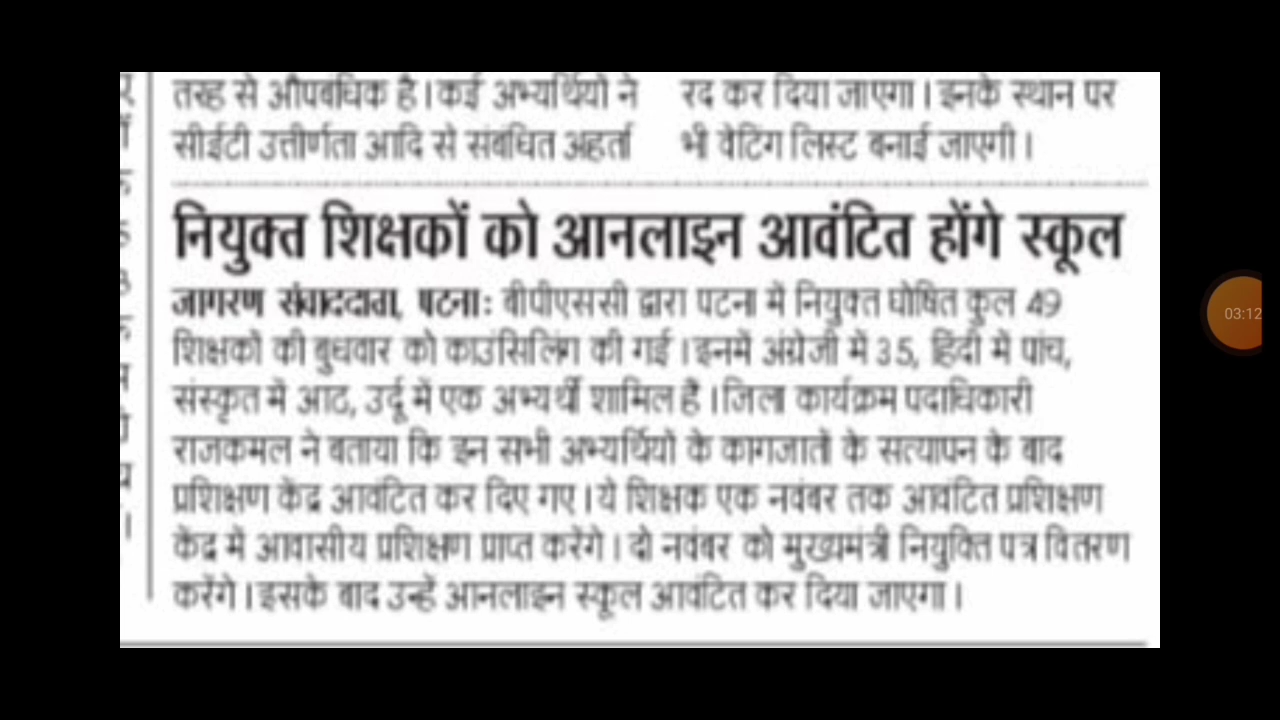 तरह से औपबंधिक है। कई अभ्यर्थियों ने
सीईटी उत्तीर्णता आदि से संबंधित अहर्ता
रद कर दिया जाएगा। इनके स्थान पर
भी वेटिंग लिस्ट बनाई जाएगी।
नियुक्त शिक्षकों को आनलाइन आवंटित होंगे स्कूल
जागरण संवाददाता, पटना: बीपीएससी द्वारा पटना में नियुक्त घोषित कुल 49
शिक्षकों की बुधवार को काउंसिलिंग की गई। इनमें अंग्रेजी में 35, हिंदी में पांच,
संस्कृत में आठ, उर्दू में एक अभ्यर्थी शामिल हैं। जिला कार्यक्रम पदाधिकारी
राजकमल ने बताया कि इन सभी अभ्यर्थियों के कागजातों के सत्यापन के बाद
प्रशिक्षण केंद्र आवंटित कर दिए गए। ये शिक्षक एक नवंबर तक आवंटित प्रशिक्षण
केंद्र में आवासीय प्रशिक्षण प्राप्त करेंगे। दो नवंबर को मुख्यमंत्री नियुक्ति पत्र वितरण
करेंगे। इसके बाद उन्हें आनलाइन स्कूल आवंटित कर दिया जाएगा।
03:12